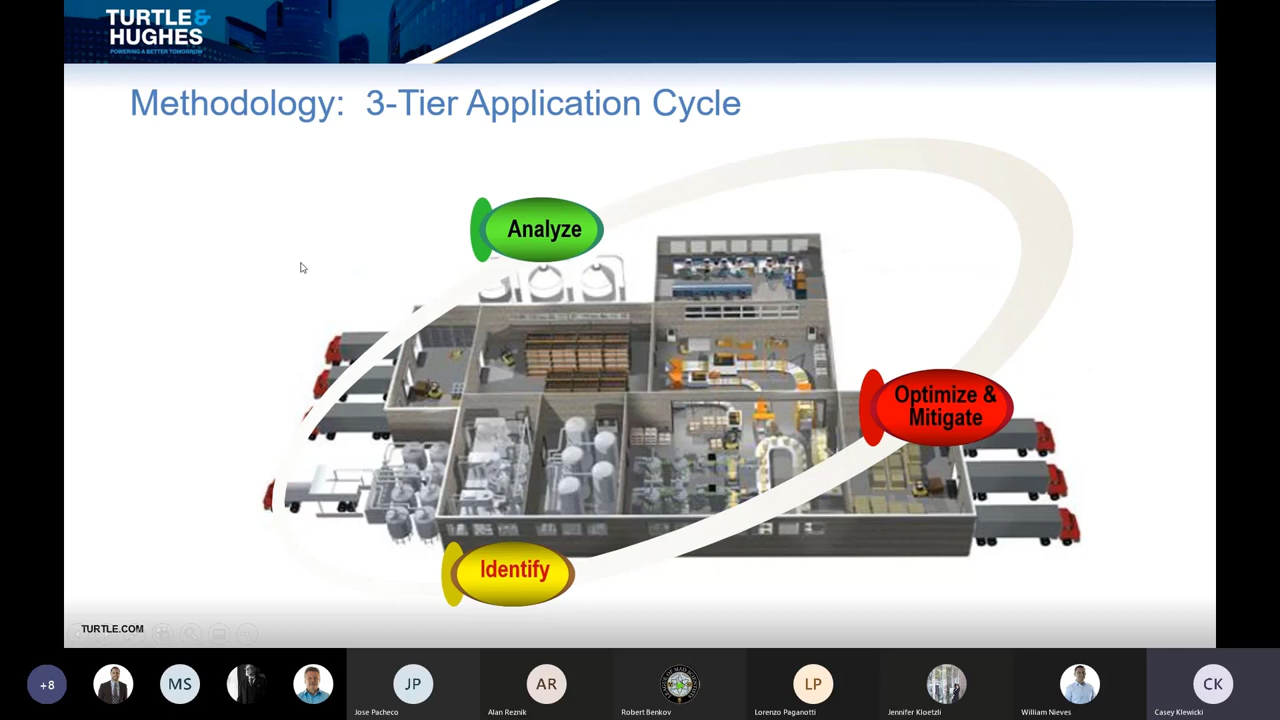 TURTLE&
HUGHES
POWERING A BETTER TOMORROW
Methodology: 3-Tier Application Cycle
Analyze
Optimize &
Mitigate
Identify
TURTLE.COM
+8
MS
JP
Jose Pacheco
AR
Alan Reznik
Robert Benkov
LP
Lorenzo Paganotti
Jennifer Kloetzli
William Nieves
CK
Casey Klewicki